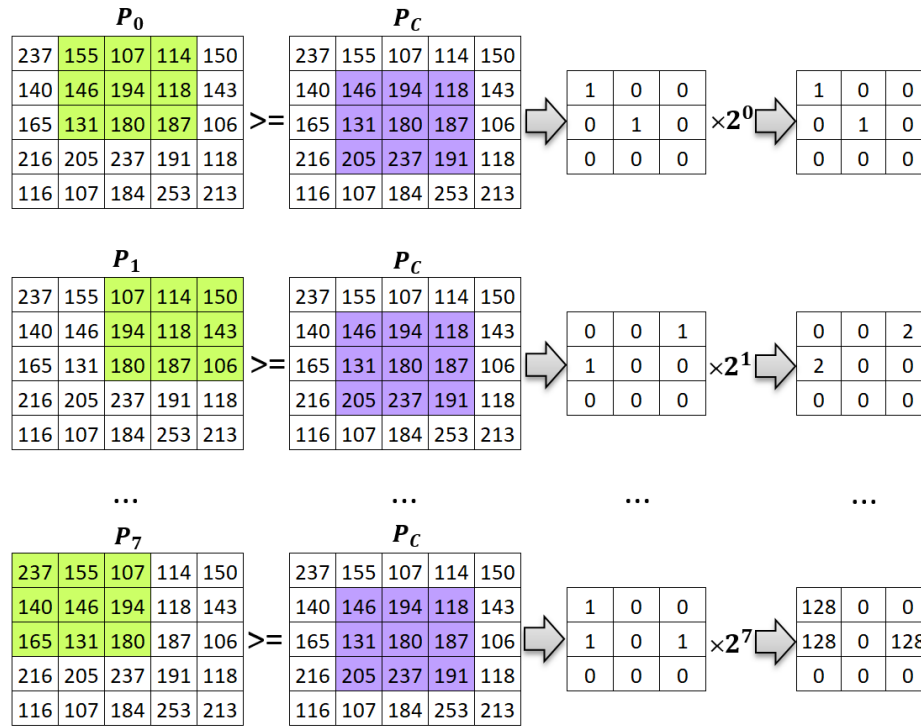 P_0 P_C
237 155 107 114 150 237 155 107 114 150
140 146 194 118 143 140 146 194 118 143 1 0 0 1 0 0
165 131 180 187 106 >= 165 131 180 187 106 0 1 0 ×2^0 0 1 0
216 205 237 191 118 216 205 237 191 118 0 0 0 0 0 0
116 107 184 253 213 116 107 184 253 213
P_1 P_C
237 155 107 114 150 237 155 107 114 150
140 146 194 118 143 140 146 194 118 143 0 0 1 0 0 2
165 131 180 187 106 >= 165 131 180 187 106 1 0 0 ×2^1 2 0 0
216 205 237 191 118 216 205 237 191 118 0 0 0 0 0 0
116 107 184 253 213 116 107 184 253 213
... ... ... ...
P_7 P_C
237 155 107 114 150 237 155 107 114 150
140 146 194 118 143 140 146 194 118 143 1 0 0 128 0 0
165 131 180 187 106 >= 165 131 180 187 106 1 0 1 ×2^7 128 0 128
216 205 237 191 118 216 205 237 191 118 0 0 0 0 0 0
116 107 184 253 213 116 107 184 253 213